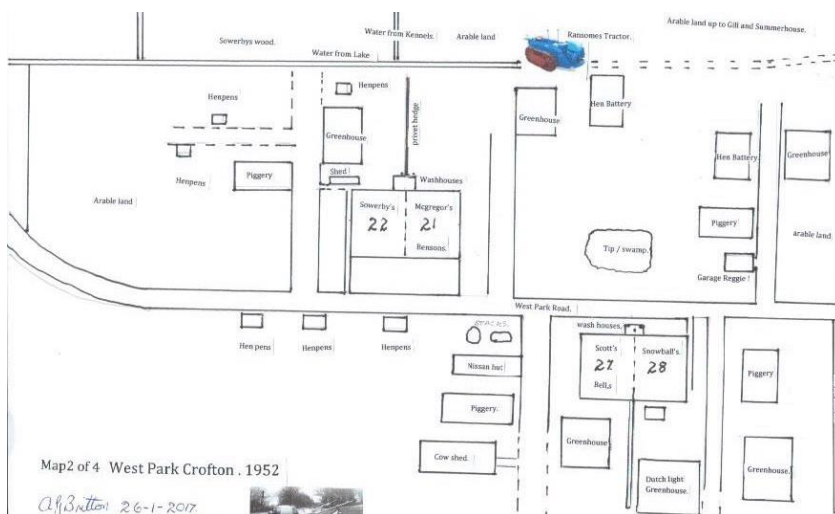 Sowerbys wood.
Water from Kennels.
Arable land
Ransomes Tractor.
Arable land up to Gill and Summerhouse.
Water from Lake
Henpens
Henpens
Greenhouse
privet hedge
Greenhouse
Hen Battery
Hen Battery
Greenhouse
Henpens
Piggery
Shed
Washhouses
Arable land
Sowerby's
22
Mcgregor's
21
Bensons.
Piggery
Tip / swamp.
arable land
Garage Reggie !
West Park Road.
Hen pens
Henpens
Henpens
STACKS.
wash houses.
Scott's
27
Bell,s
Snowball's.
28
Nissan hut
Piggery
Piggery.
Greenhouse
Cow shed.
Dutch light
Greenhouse.
Greenhouse.
Map2 of 4 West Park Crofton . 1952
26-1-2017